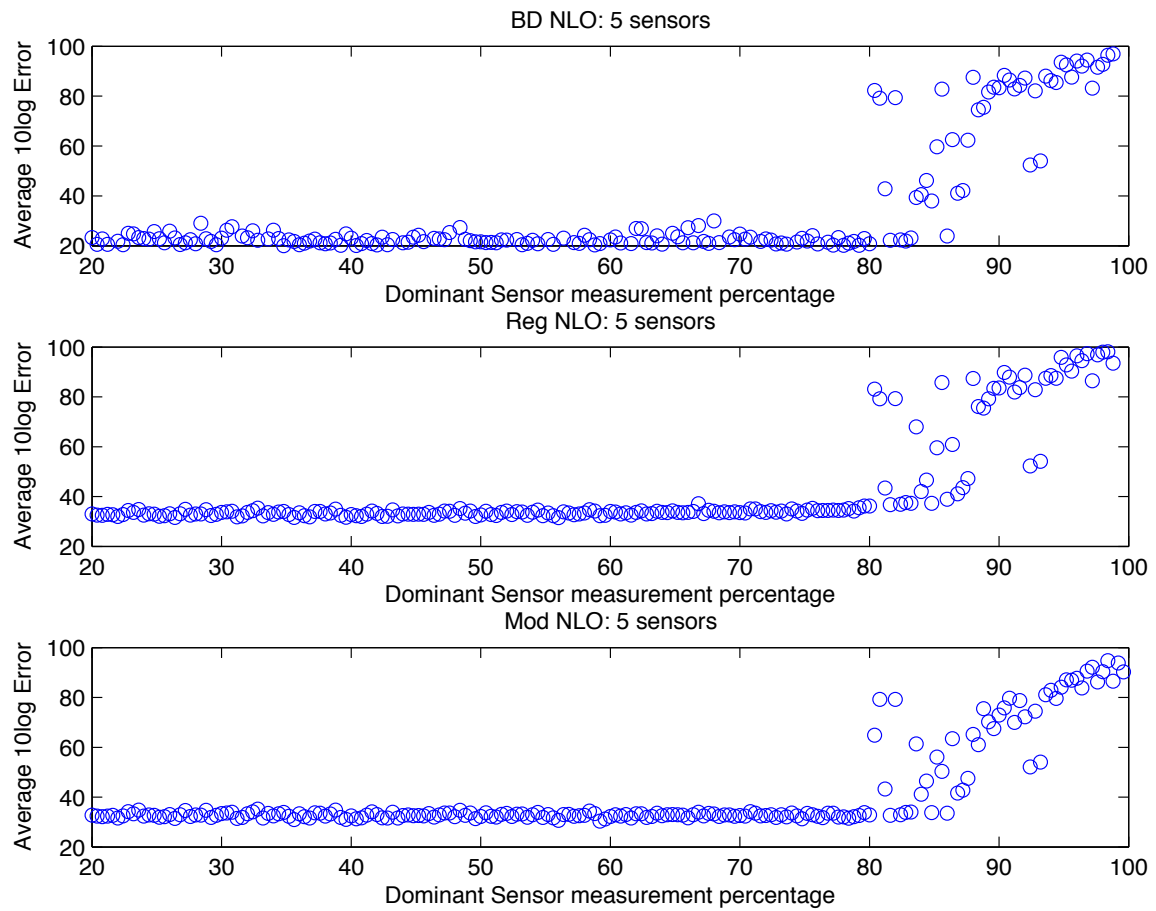 BD NLO: 5 sensors
Average 10log Error
100
80
60
40
20
20 30 40 50 60 70 80 90 100
Dominant Sensor measurement percentage
Reg NLO: 5 sensors
Average 10log Error
100
80
60
40
20
20 30 40 50 60 70 80 90 100
Dominant Sensor measurement percentage
Mod NLO: 5 sensors
Average 10log Error
100
80
60
40
20
20 30 40 50 60 70 80 90 100
Dominant Sensor measurement percentage